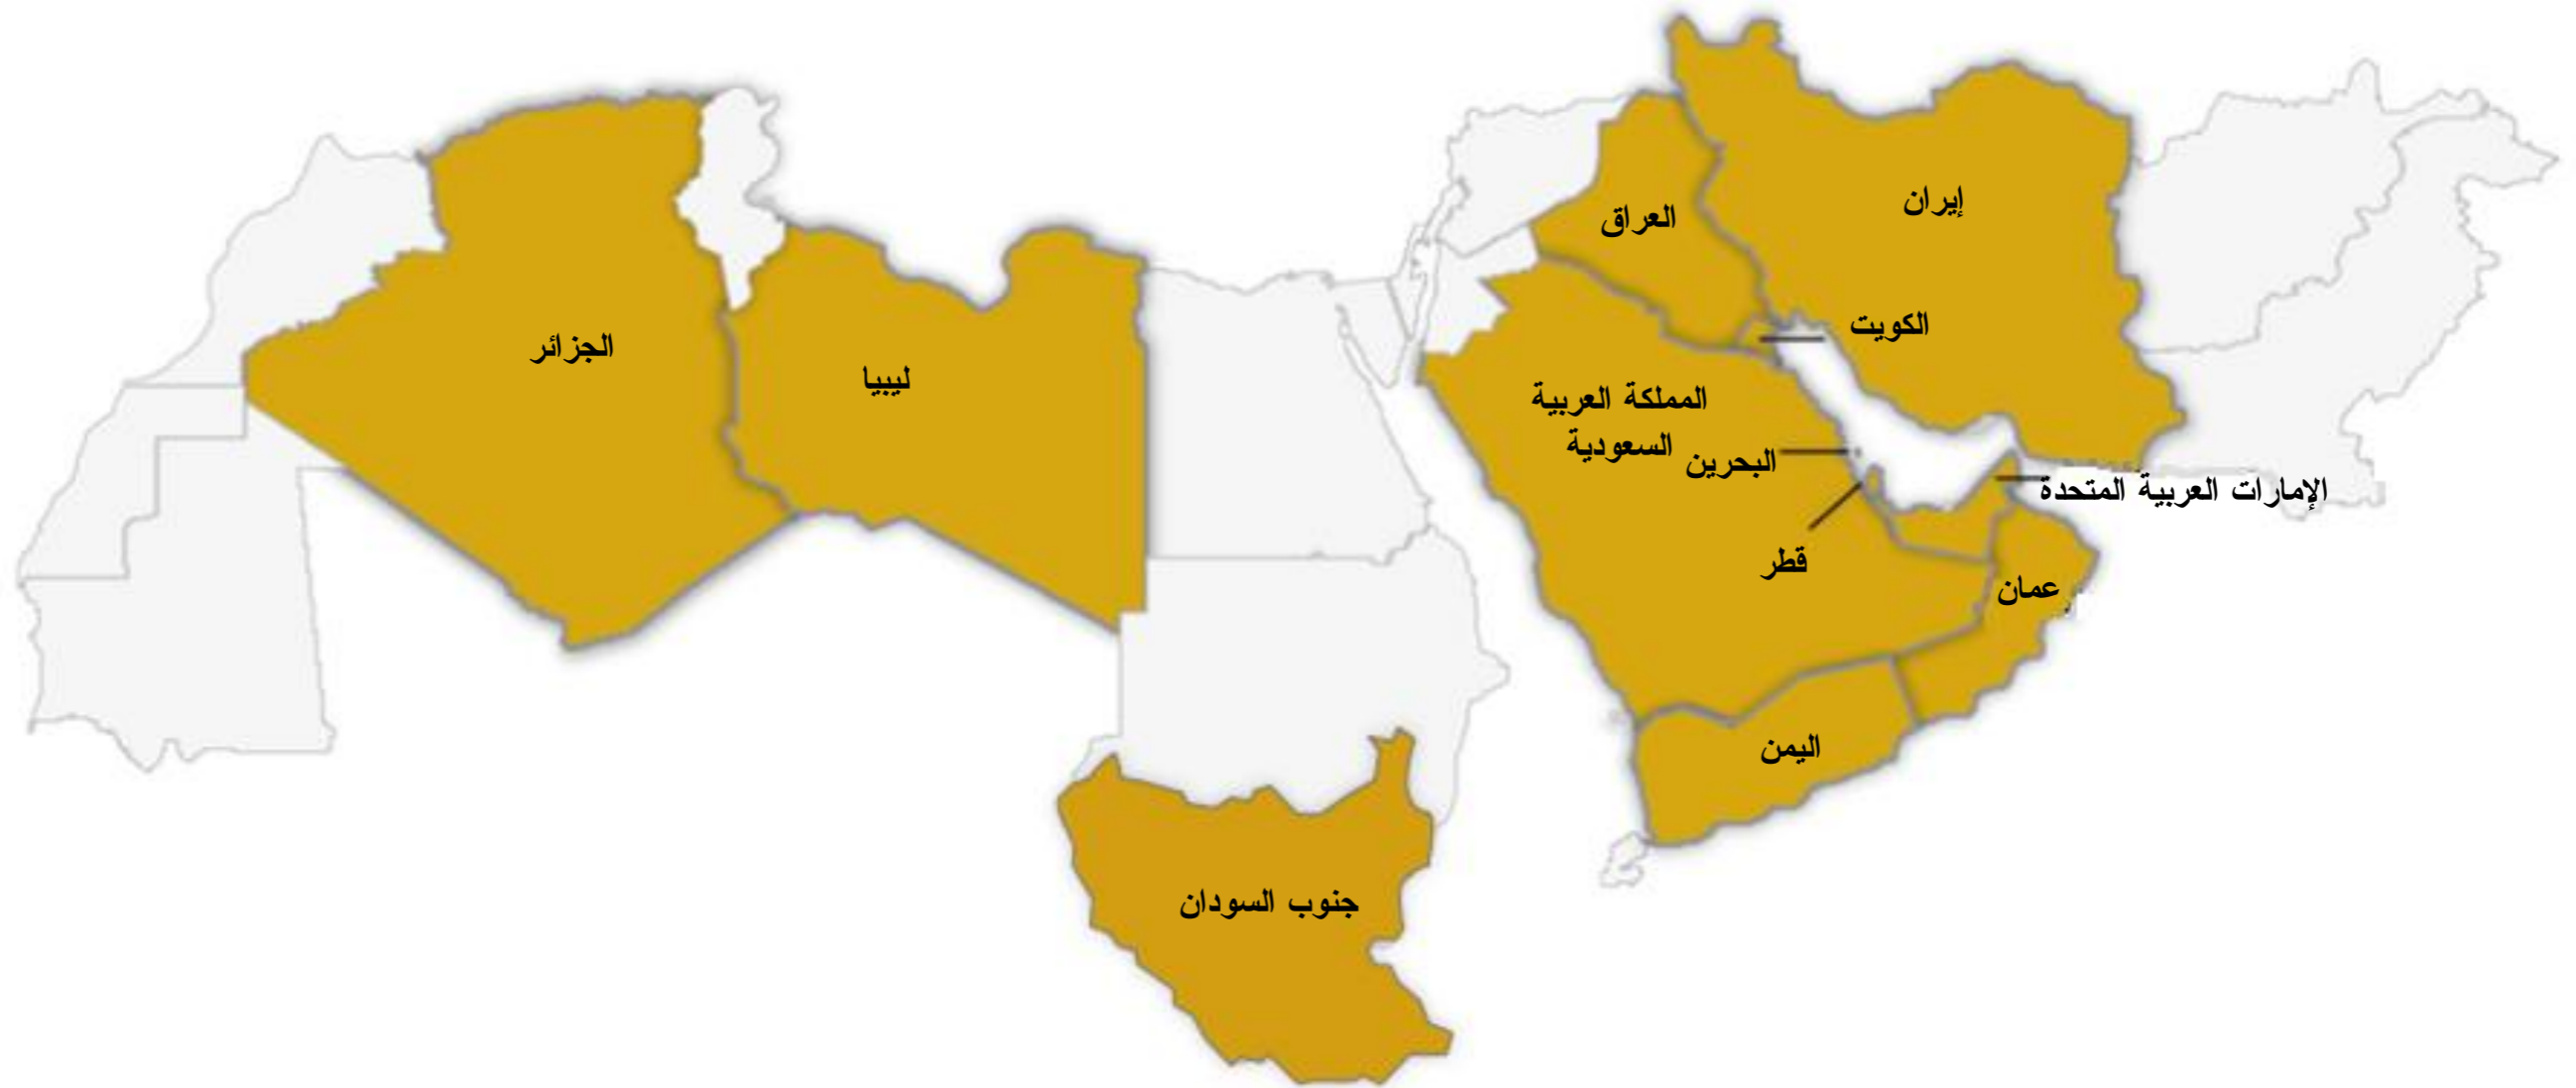 إيران
العراق
الكويت
الجزائر
ليبيا
المملكة العربية
السعودية
البحرين
الإمارات العربية المتحدة
قطر
عمان
اليمن
جنوب السودان